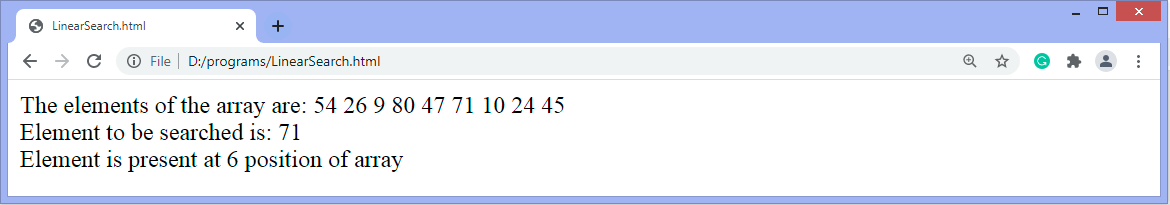 LinearSearch.html
File D:/programs/LinearSearch.html
The elements of the array are: 54 26 9 80 47 71 10 24 45
Element to be searched is: 71
Element is present at 6 position of array